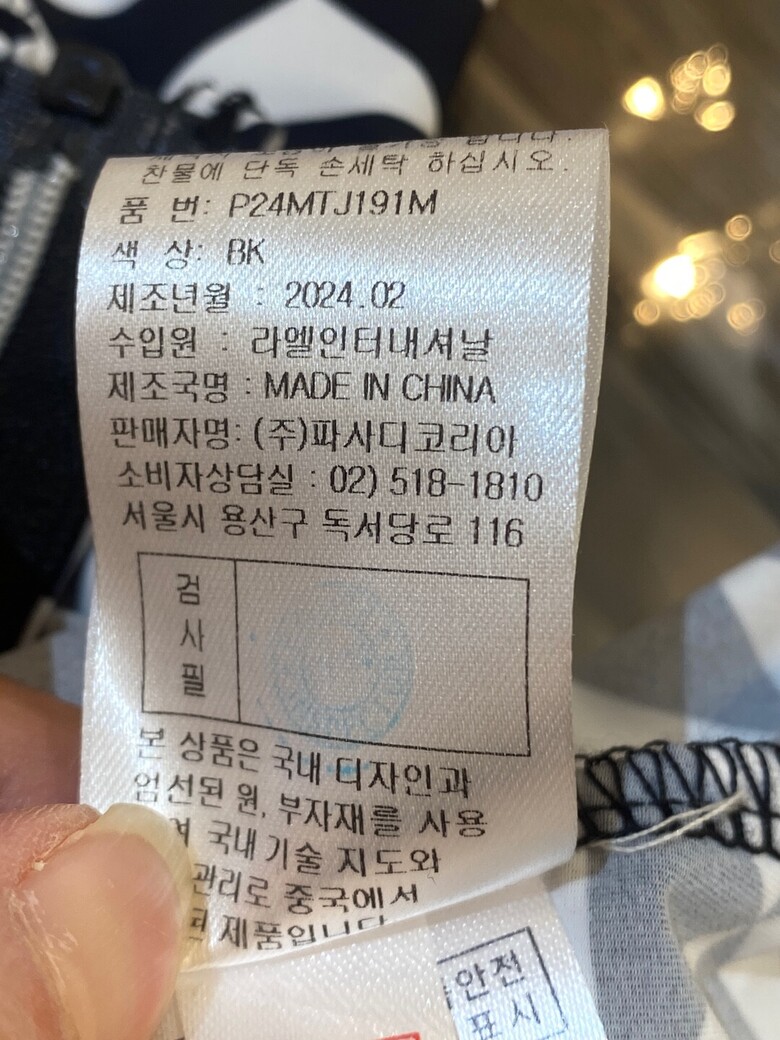 찬물에 단독 손세탁 하십시오.
품 번: P24MTJ191M
색 상: BK
제조년월 : 2024.02
수입원 : 라엘인터내셔날
제조국명 : MADE IN CHINA
판매자명: (주)파사디코리아
소비자상담실 : 02) 518-1810
서울시 용산구 독서당로 116
검
사
필
본 상품은 국내 디자인과
엄선된 원, 부자재를 사용
국내 기술 지도와
관리로 중국에서
제품입니다
안전
표시